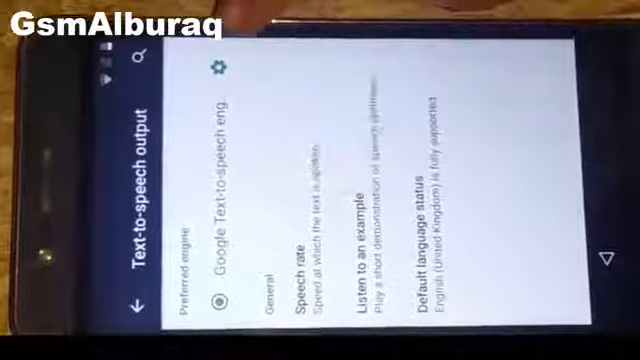 GsmAlburaq
Text-to-speech output
Preferred engine
Google Text-to-speech eng.
General
Speech rate
Speed at which the text is spoken
Listen to an example
Play a short demonstration of speech synthesis
Default language status
English (United Kingdom) is fully supported